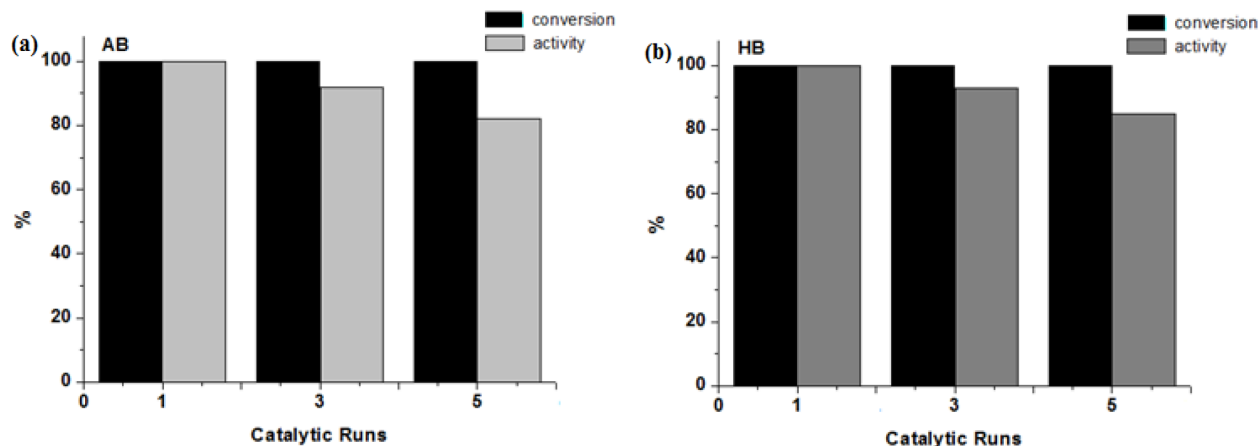 (a)
AB
conversion
activity
100
80
60
40
20
0
%
0 1 3 5
Catalytic Runs
(b)
HB
conversion
activity
100
80
60
40
20
0
%
0 1 3 5
Catalytic Runs